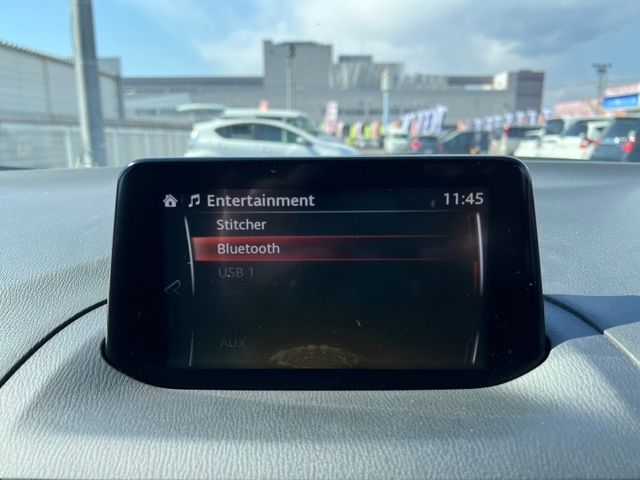 Entertainment 11:45
Stitcher
Bluetooth
USB 1
AUX